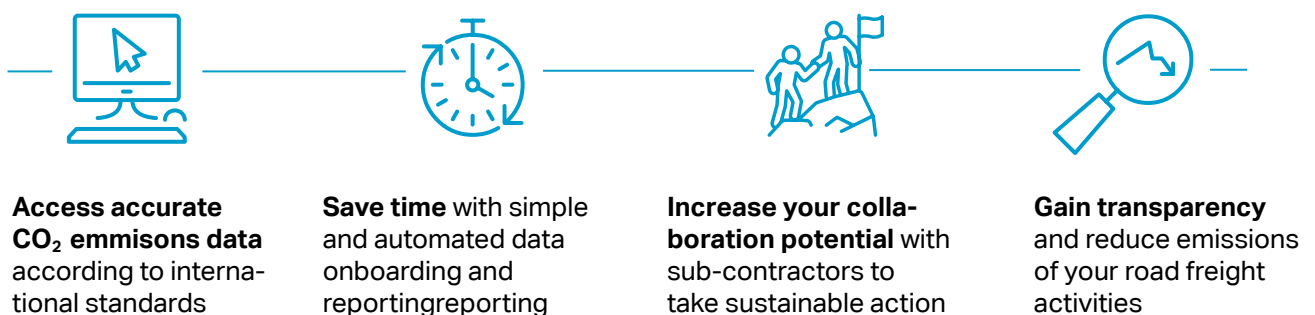 Access accurate
CO₂ emmisons data
according to interna-
tional standards
Save time with simple
and automated data
onboarding and
reportingreporting
Increase your colla-
boration potential with
sub-contractors to
take sustainable action
Gain transparency
and reduce emissions
of your road freight
activities